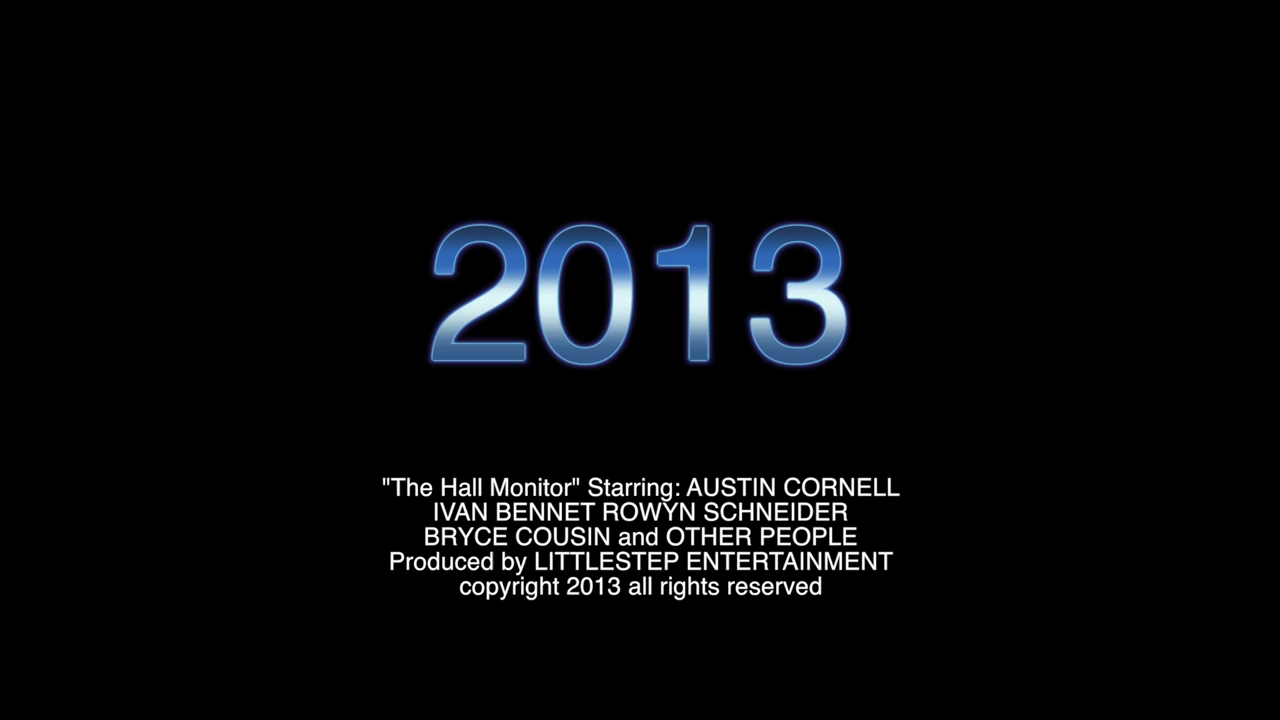 2013
"The Hall Monitor" Starring: AUSTIN CORNELL
IVAN BENNET ROWYN SCHNEIDER
BRYCE COUSIN and OTHER PEOPLE
Produced by LITTLESTEP ENTERTAINMENT
copyright 2013 all rights reserved